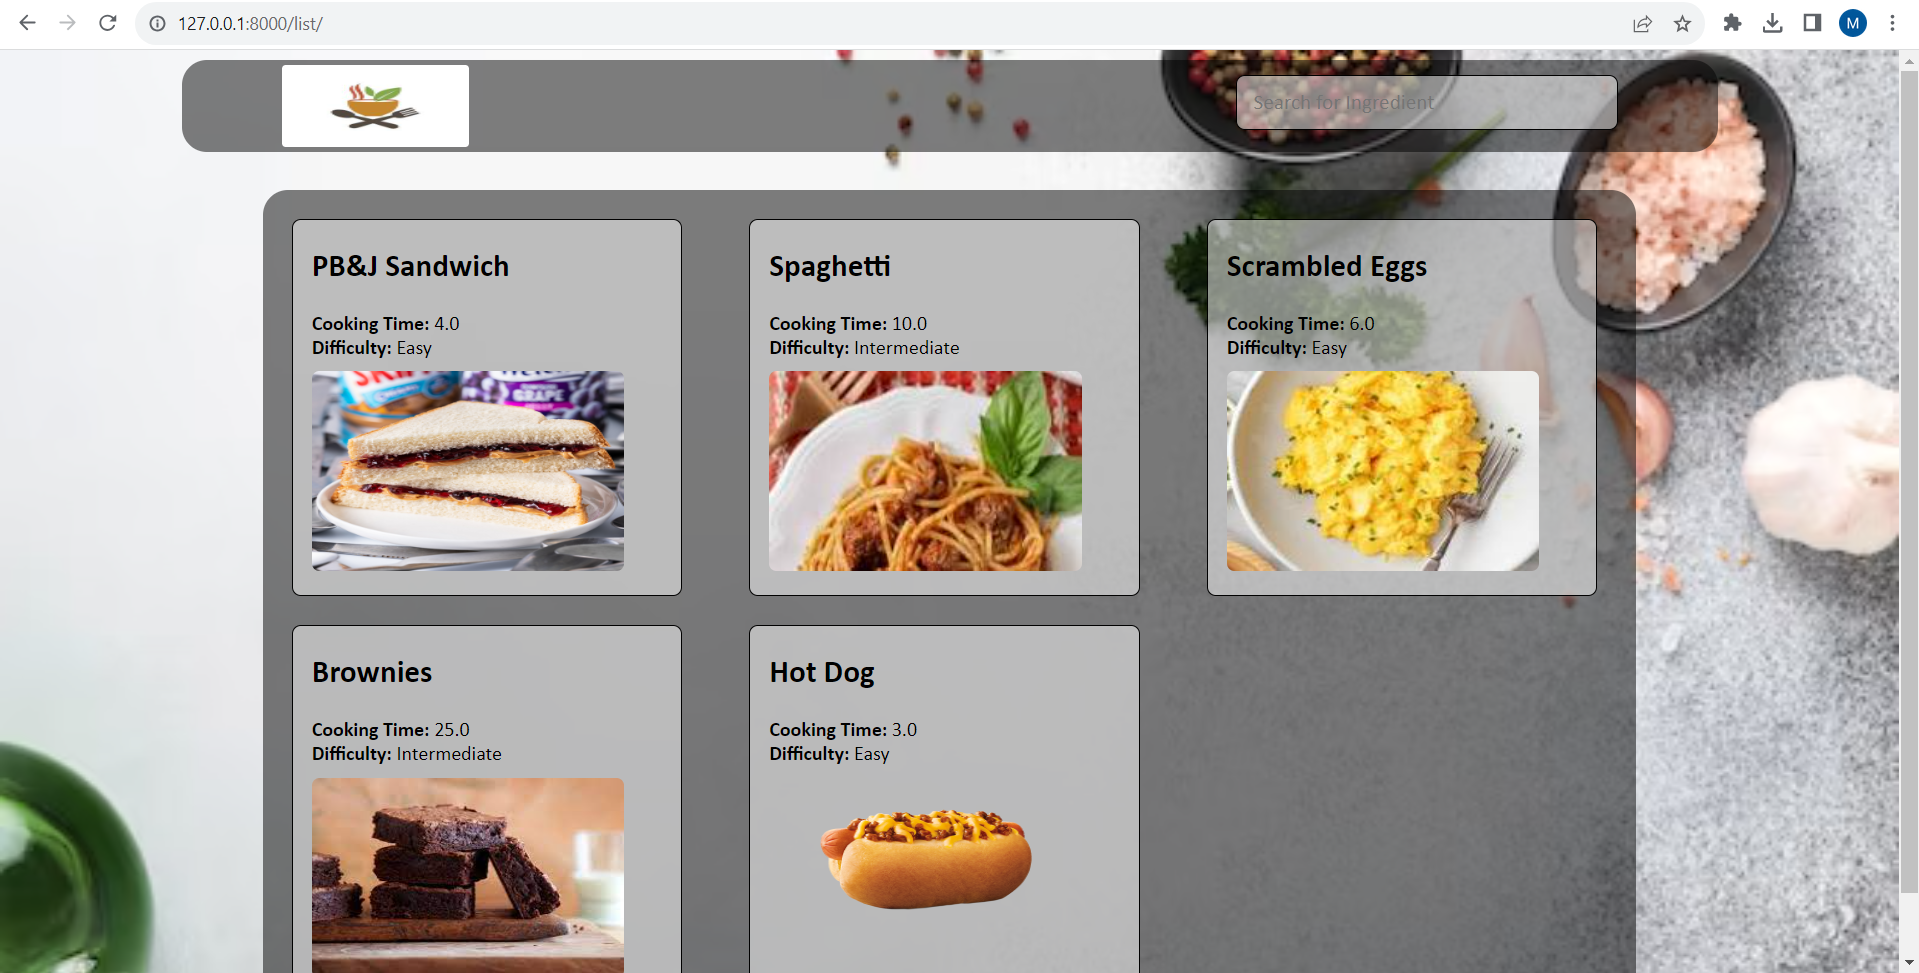 127.0.0.1:8000/list/
M
Search for Ingredient
PB&J Sandwich
Cooking Time: 4.0
Difficulty: Easy
GRAPE
Spaghetti
Cooking Time: 10.0
Difficulty: Intermediate
Scrambled Eggs
Cooking Time: 6.0
Difficulty: Easy
Brownies
Cooking Time: 25.0
Difficulty: Intermediate
Hot Dog
Cooking Time: 3.0
Difficulty: Easy